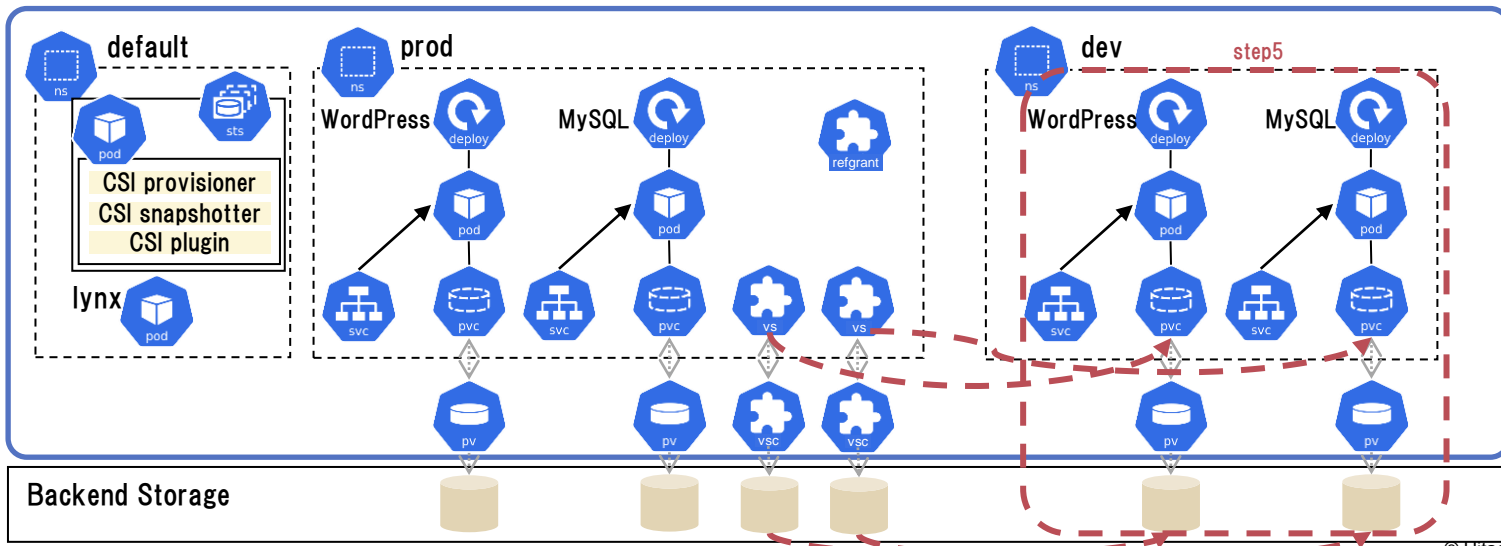 default
prod
dev
step5
ns
ns
ns
sts
pod
CSI provisioner
CSI snapshotter
CSI plugin
lynx
pod
WordPress
deploy
MySQL
deploy
refgrant
pod
pod
svc
pvc
svc
pvc
vs
vs
pv
pv
vsc
vsc
WordPress
deploy
MySQL
deploy
pod
pod
svc
pvc
svc
pvc
pv
pv
Backend Storage